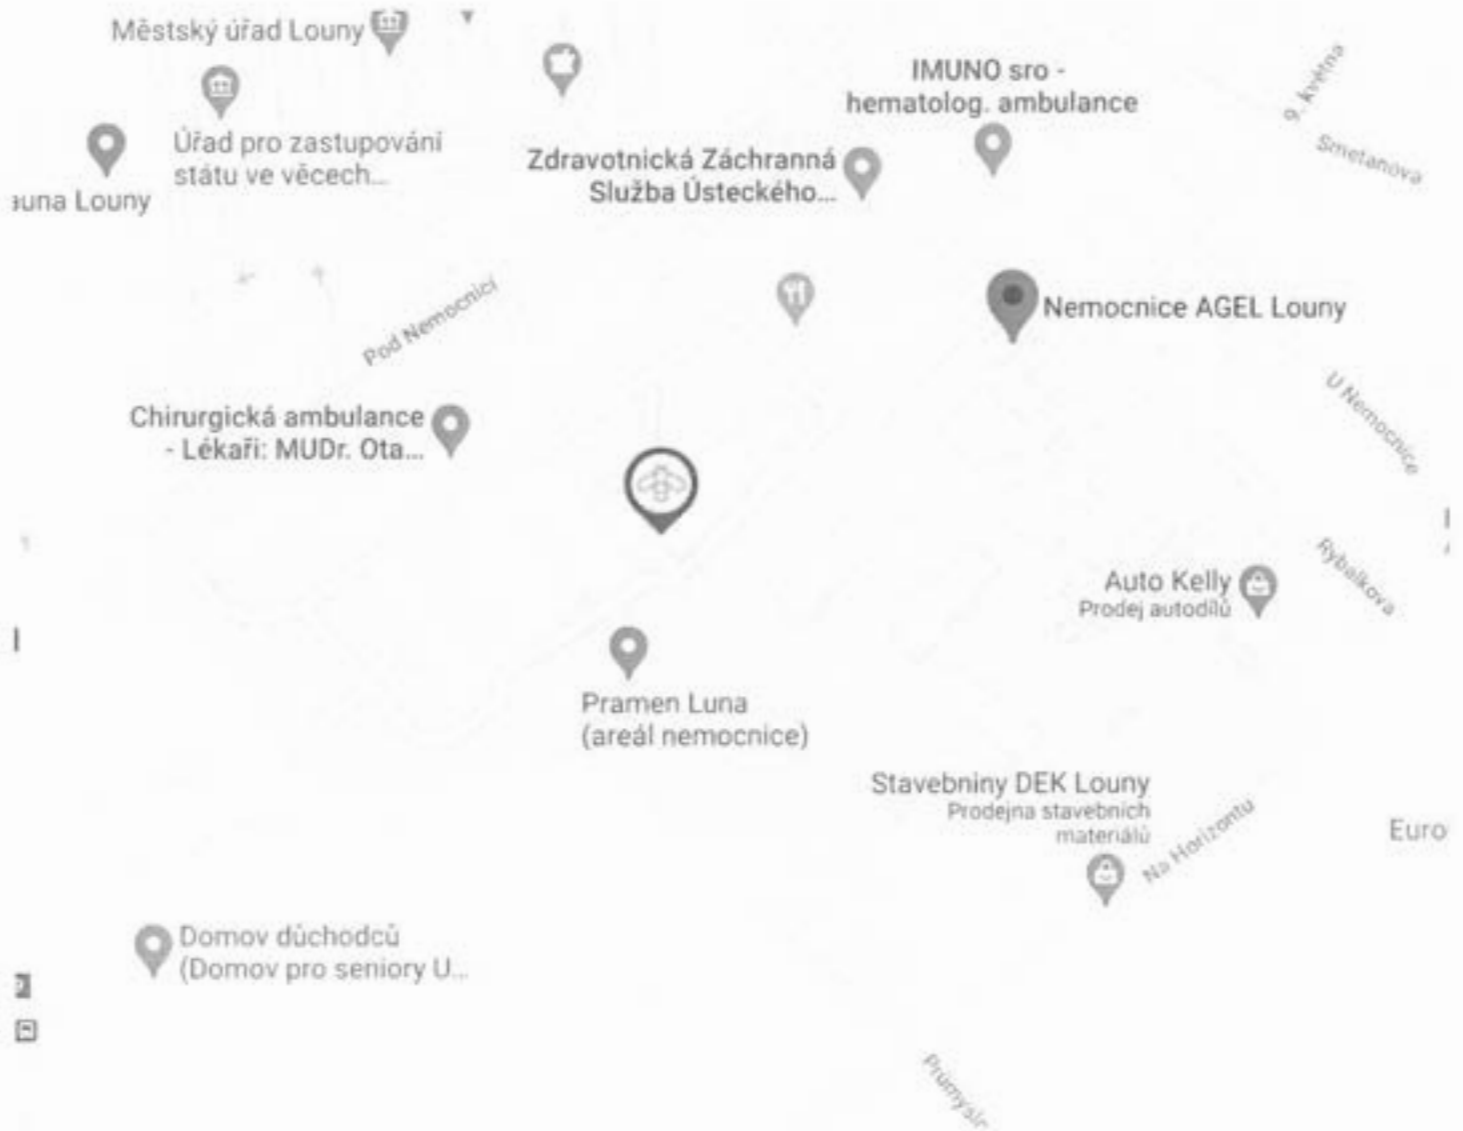 Městský úřad Louny
IMUNO sro -
hematolog. ambulance
9. května
Smetanova
Úřad pro zastupování
státu ve věcech...
Zdravotnická Záchranná
Služba Ústeckého...
auna Louny
Pod Nemocnicí
Nemocnice AGEL Louny
U Nemocnice
Chirurgická ambulance
- Lékaři: MUDr. Ota...
Rybalkova
Auto Kelly
Prodej autodílů
Pramen Luna
(areál nemocnice)
Stavebniny DEK Louny
Prodejna stavebních
materiálů
Na Horizontu
Euro
Domov důchodců
(Domov pro seniory U...
Průmysln